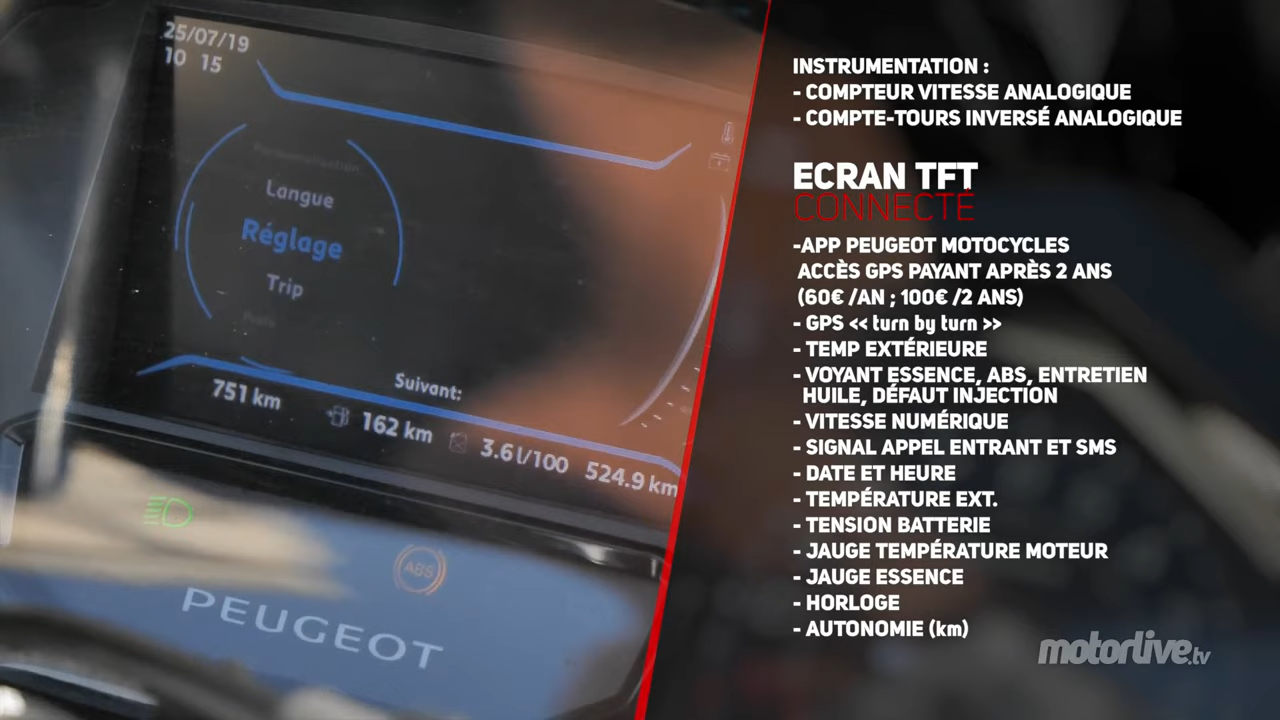 25/07/19
10 15
Personnalisation
Langue
Réglage
Trip
Suivant:
751 km
162 km
3.6 l/100
524.9 km
ABS
PEUGEOT
INSTRUMENTATION :
- COMPTEUR VITESSE ANALOGIQUE
- COMPTE-TOURS INVERSÉ ANALOGIQUE
ECRAN TFT
CONNECTÉ
-APP PEUGEOT MOTOCYCLES
ACCÈS GPS PAYANT APRÈS 2 ANS
(60€ /AN ; 100€ /2 ANS)
- GPS << turn by turn >>
- TEMP EXTÉRIEURE
- VOYANT ESSENCE, ABS, ENTRETIEN
HUILE, DÉFAUT INJECTION
- VITESSE NUMÉRIQUE
- SIGNAL APPEL ENTRANT ET SMS
- DATE ET HEURE
- TEMPÉRATURE EXT.
- TENSION BATTERIE
- JAUGE TEMPÉRATURE MOTEUR
- JAUGE ESSENCE
- HORLOGE
- AUTONOMIE (km)
motorlive.tv